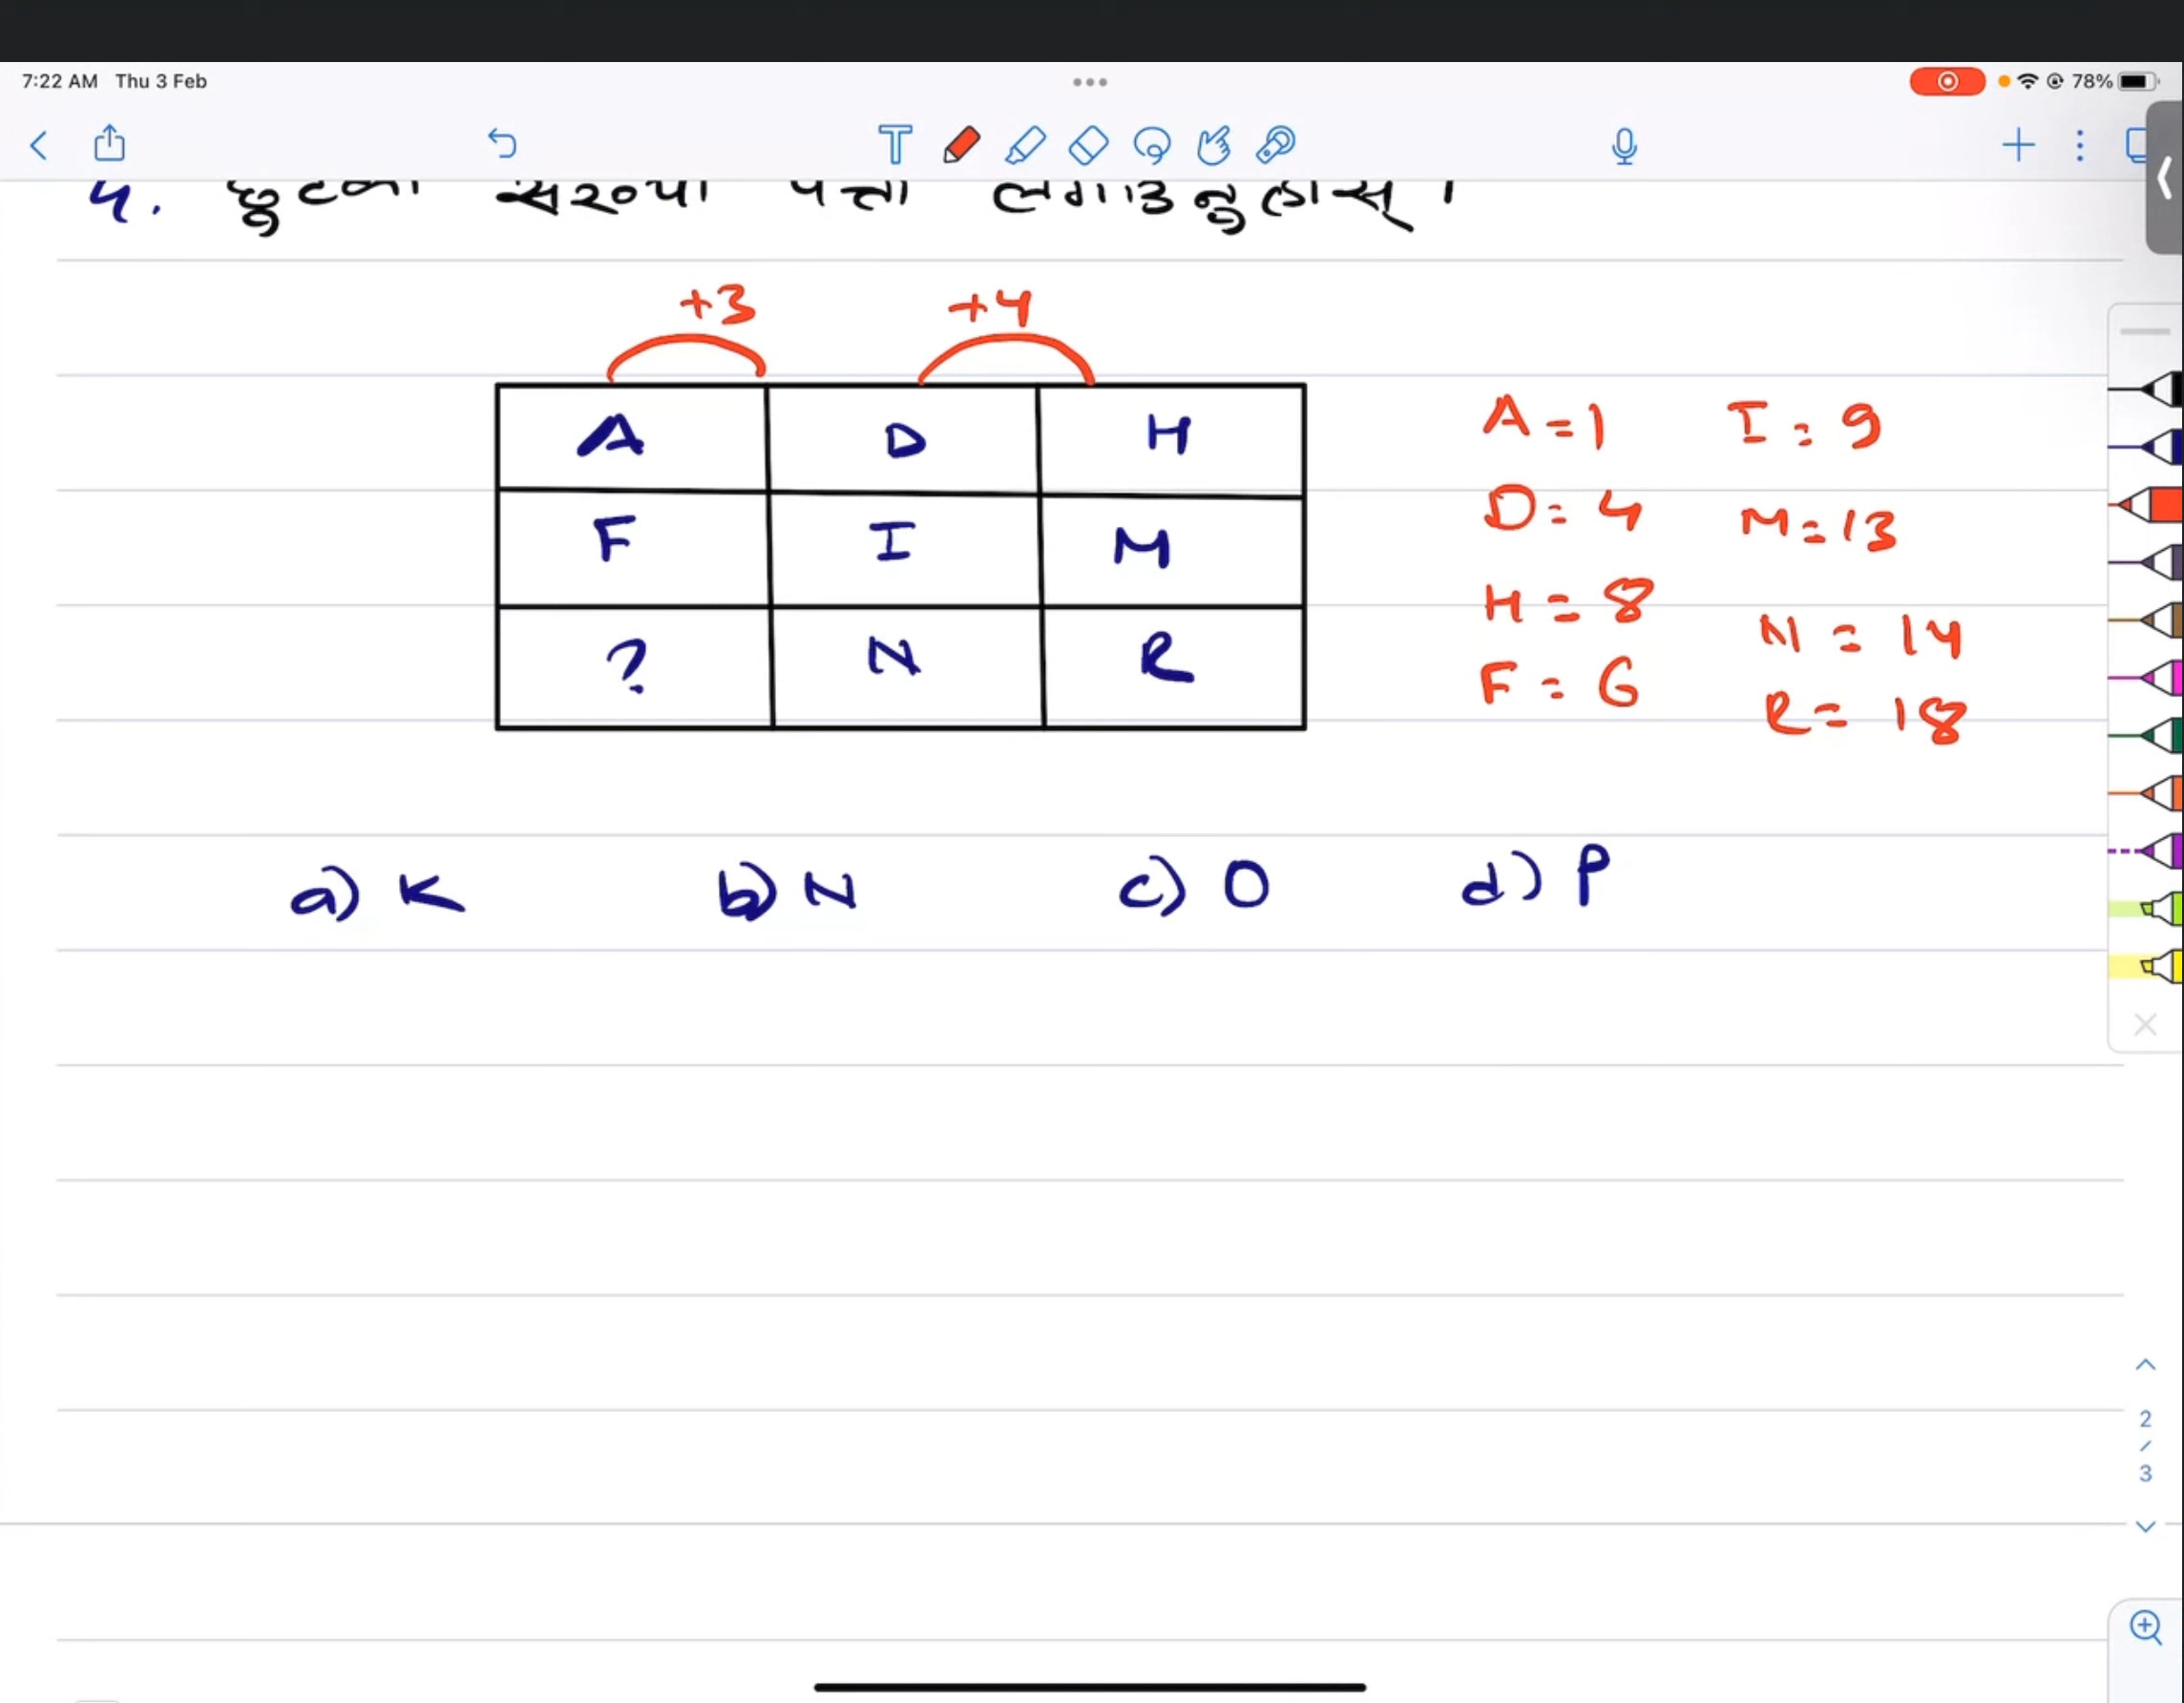 7:22 AM Thu 3 Feb
78%
५. छुटेको संख्या पत्ता लगाउनुहोस् ।
+3 +4
A D H
F I M
? N R
A = 1 I = 9
D = 4 M = 13
H = 8 N = 14
F = 6 R = 18
a) K b) N c) O d) P
2
/
3